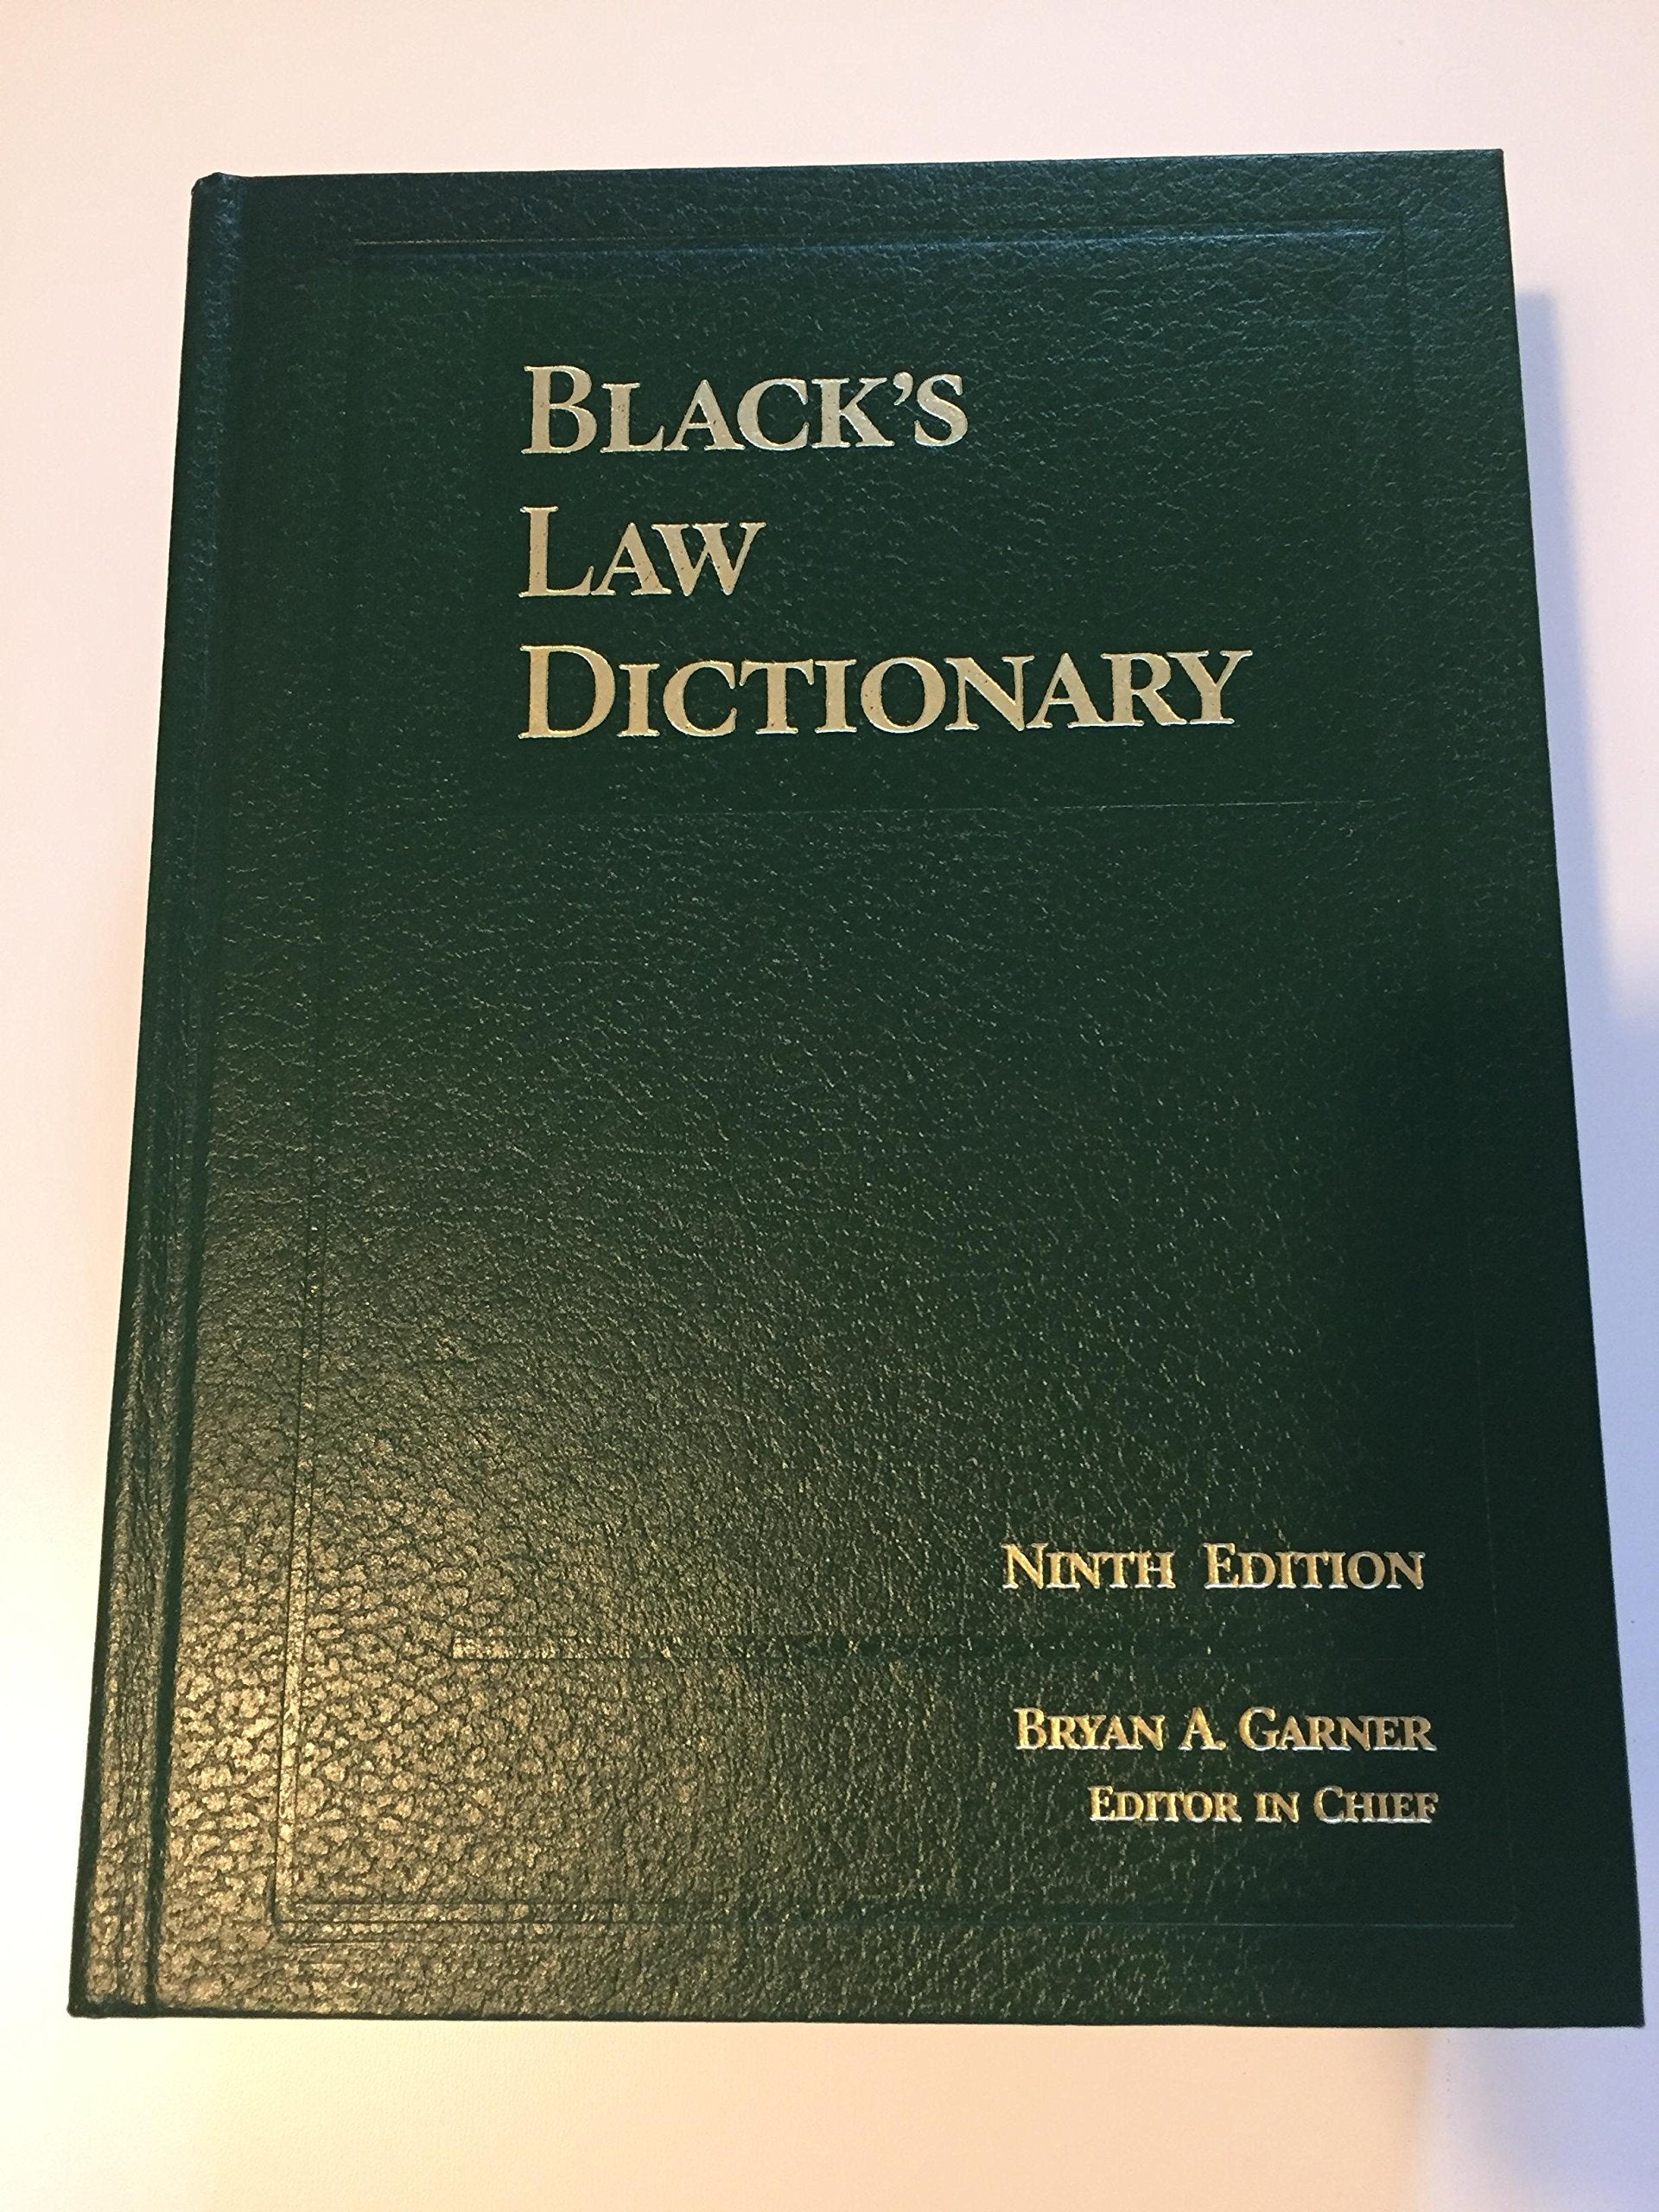 BLACK'S
LAW
DICTIONARY
NINTH EDITION
BRYAN A. GARNER
EDITOR IN CHIEF